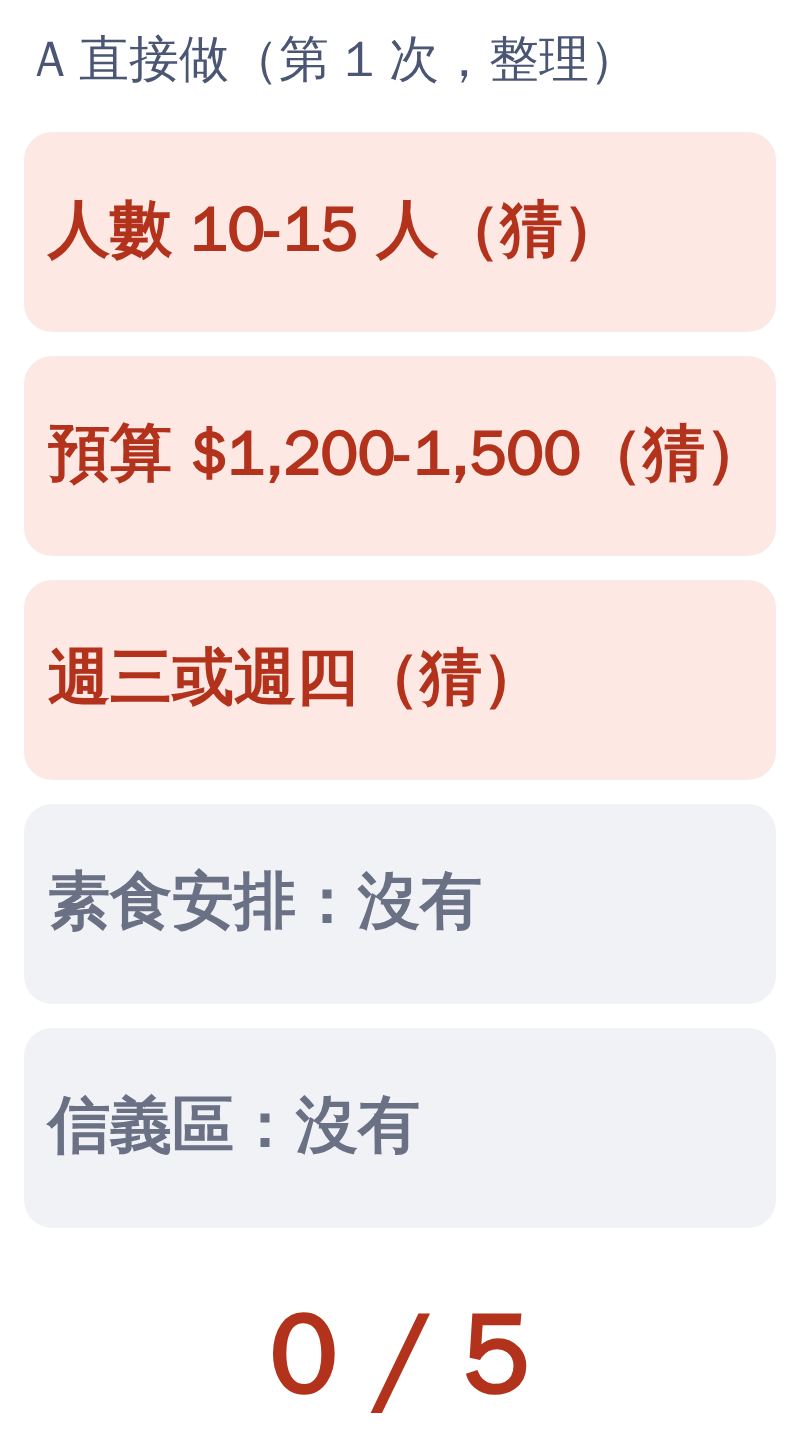 A 直接做（第 1 次，整理）
人數 10-15 人（猜）
預算 $1,200-1,500（猜）
週三或週四（猜）
素食安排：沒有
信義區：沒有
0 / 5